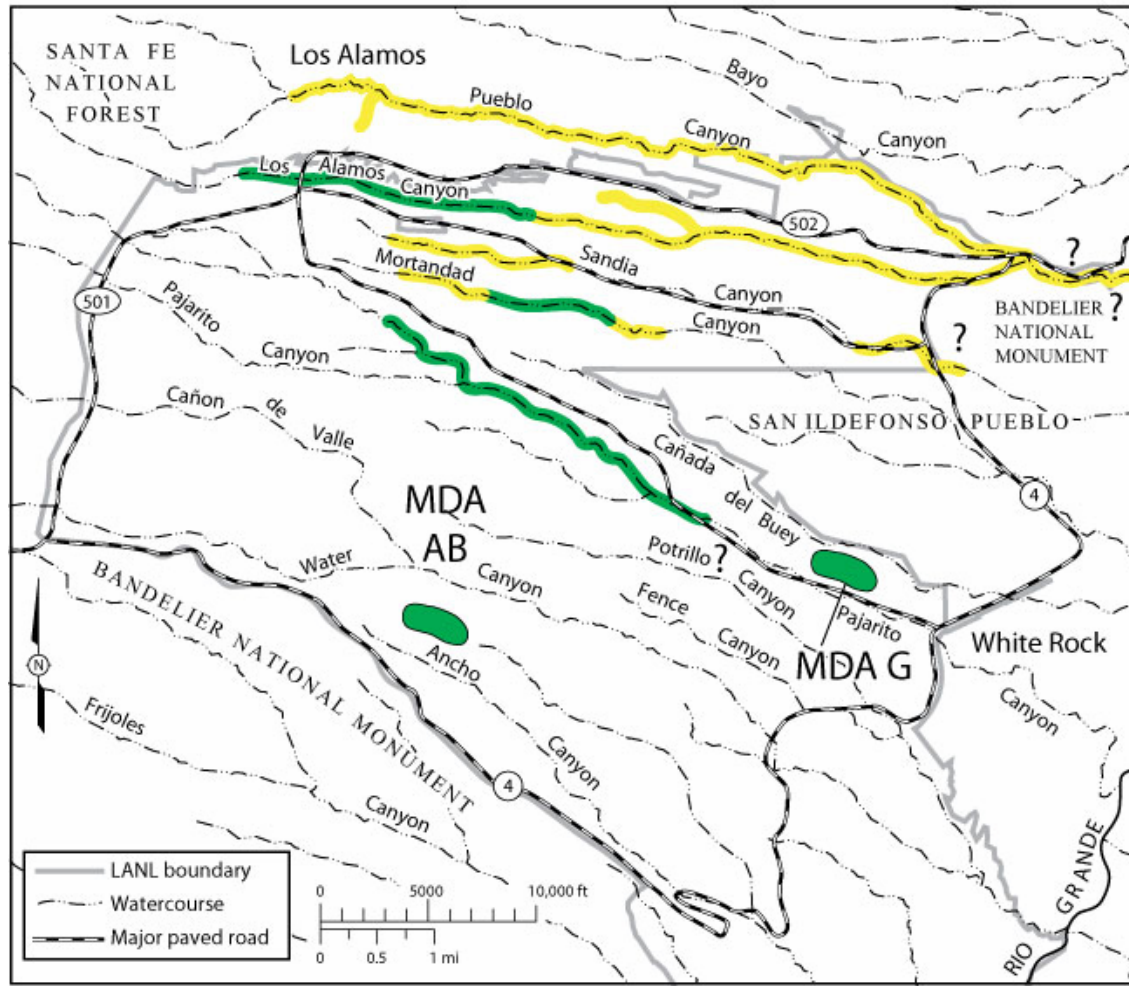 SANTA FE
NATIONAL
FOREST
Los Alamos
Bayo
Canyon
Pueblo
Canyon
Los Alamos
Canyon
502
Sandia
Canyon
Mortandad
Canyon
?
?
?
BANDELIER
NATIONAL
MONUMENT
501
Pajarito
Canyon
SAN ILDEFONSO PUEBLO
Cañon
de
Valle
Cañada
del Buey
4
MDA
AB
Potrillo ?
Canyon
Water
Canyon
Fence
Canyon
Pajarito
MDA G
White Rock
Canyon
BANDELIER NATIONAL MONUMENT
Ancho
Canyon
N
Frijoles
Canyon
4
RIO GRANDE
LANL boundary
Watercourse
Major paved road
0 5000 10,000 ft
0 0.5 1 mi